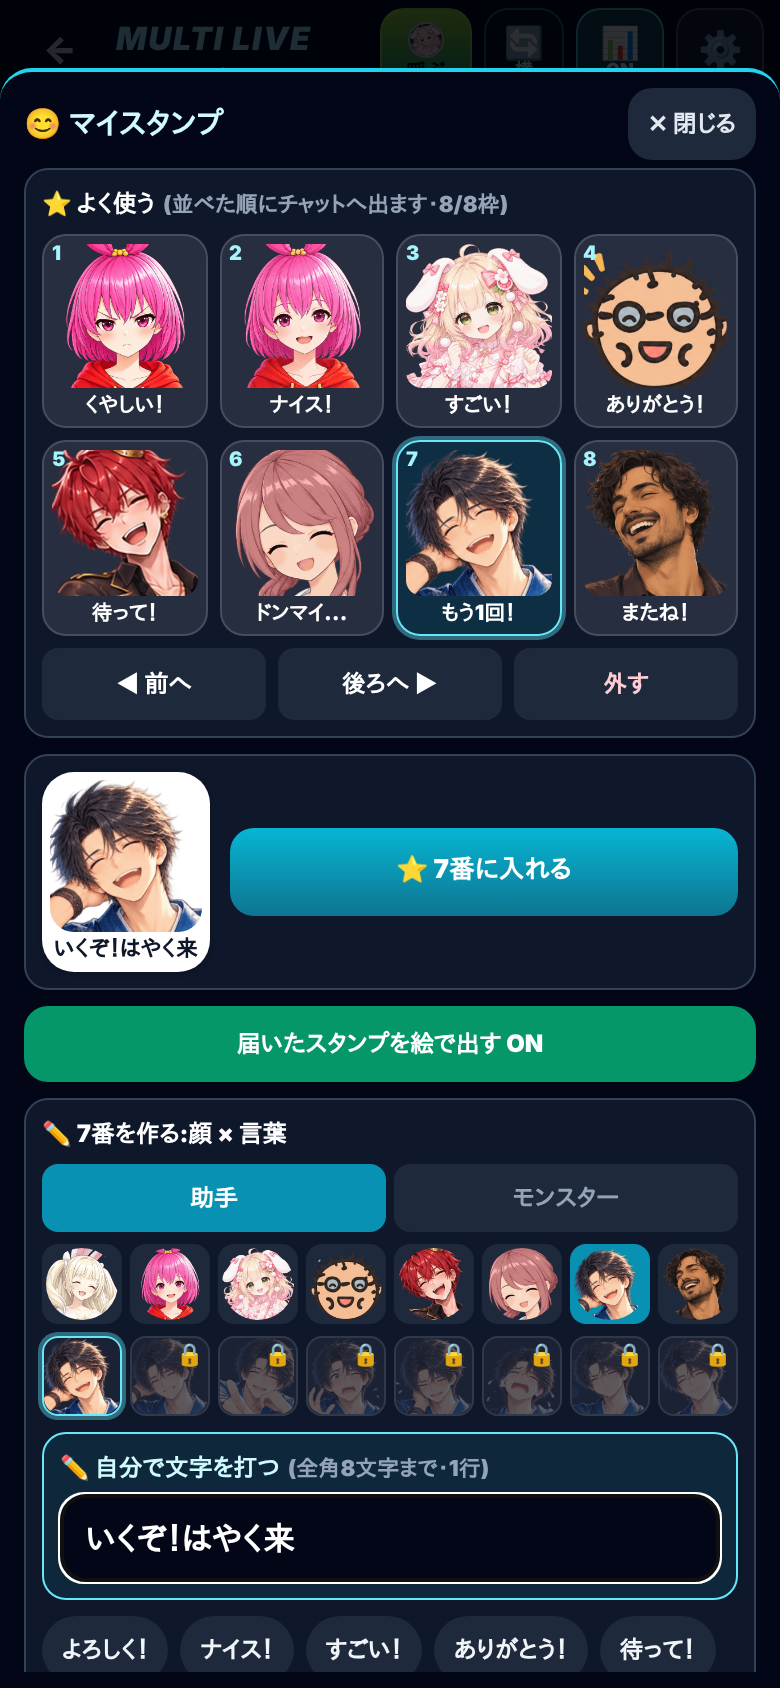 MULTI LIVE
ON
😊 マイスタンプ
✕ 閉じる
⭐ よく使う (並べた順にチャットへ出ます・8/8枠)
1 2 3 4
くやしい! ナイス! すごい! ありがとう!
5 6 7 8
待って! ドンマイ… もう1回! またね!
◀ 前へ 後ろへ ▶ 外す
いくぞ!はやく来
⭐ 7番に入れる
届いたスタンプを絵で出す ON
✏️ 7番を作る:顔 × 言葉
助手 モンスター
✏️ 自分で文字を打つ (全角8文字まで・1行)
いくぞ!はやく来
よろしく! ナイス! すごい! ありがとう! 待って!